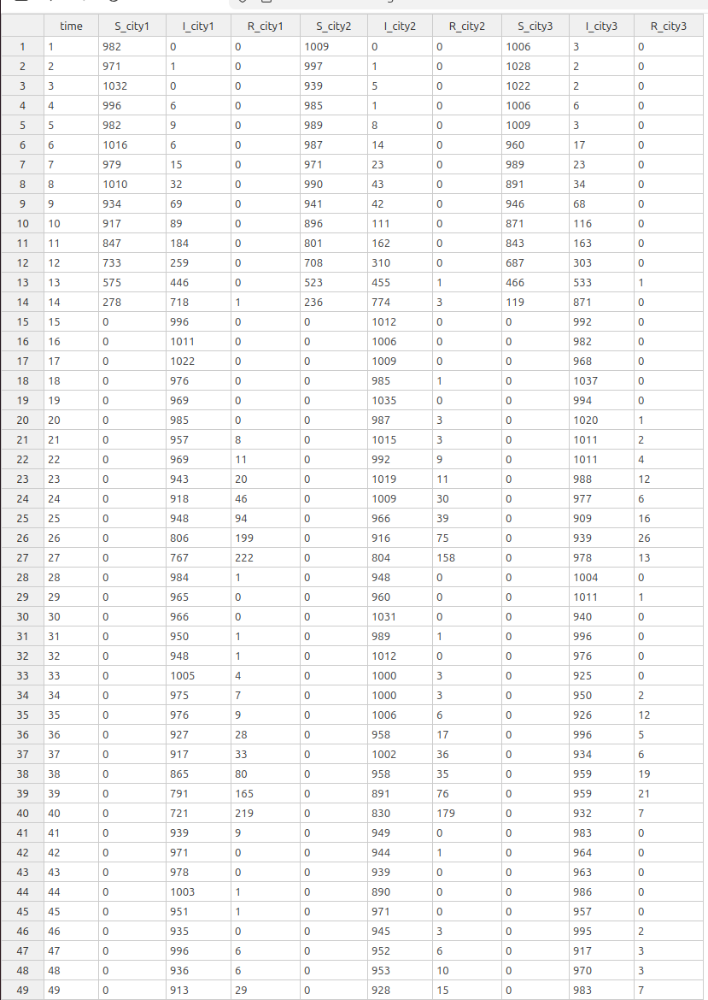 time S_city1 I_city1 R_city1 S_city2 I_city2 R_city2 S_city3 I_city3 R_city3
1 1 982 0 0 1009 0 0 1006 3 0
2 2 971 1 0 997 1 0 1028 2 0
3 3 1032 0 0 939 5 0 1022 2 0
4 4 996 6 0 985 1 0 1006 6 0
5 5 982 9 0 989 8 0 1009 3 0
6 6 1016 6 0 987 14 0 960 17 0
7 7 979 15 0 971 23 0 989 23 0
8 8 1010 32 0 990 43 0 891 34 0
9 9 934 69 0 941 42 0 946 68 0
10 10 917 89 0 896 111 0 871 116 0
11 11 847 184 0 801 162 0 843 163 0
12 12 733 259 0 708 310 0 687 303 0
13 13 575 446 0 523 455 1 466 533 1
14 14 278 718 1 236 774 3 119 871 0
15 15 0 996 0 0 1012 0 0 992 0
16 16 0 1011 0 0 1006 0 0 982 0
17 17 0 1022 0 0 1009 0 0 968 0
18 18 0 976 0 0 985 1 0 1037 0
19 19 0 969 0 0 1035 0 0 994 0
20 20 0 985 0 0 987 3 0 1020 1
21 21 0 957 8 0 1015 3 0 1011 2
22 22 0 969 11 0 992 9 0 1011 4
23 23 0 943 20 0 1019 11 0 988 12
24 24 0 918 46 0 1009 30 0 977 6
25 25 0 948 94 0 966 39 0 909 16
26 26 0 806 199 0 916 75 0 939 26
27 27 0 767 222 0 804 158 0 978 13
28 28 0 984 1 0 948 0 0 1004 0
29 29 0 965 0 0 960 0 0 1011 1
30 30 0 966 0 0 1031 0 0 940 0
31 31 0 950 1 0 989 1 0 996 0
32 32 0 948 1 0 1012 0 0 976 0
33 33 0 1005 4 0 1000 3 0 925 0
34 34 0 975 7 0 1000 3 0 950 2
35 35 0 976 9 0 1006 6 0 926 12
36 36 0 927 28 0 958 17 0 996 5
37 37 0 917 33 0 1002 36 0 934 6
38 38 0 865 80 0 958 35 0 959 19
39 39 0 791 165 0 891 76 0 959 21
40 40 0 721 219 0 830 179 0 932 7
41 41 0 939 9 0 949 0 0 983 0
42 42 0 971 0 0 944 1 0 964 0
43 43 0 978 0 0 939 0 0 963 0
44 44 0 1003 1 0 890 0 0 986 0
45 45 0 951 1 0 971 0 0 957 0
46 46 0 935 0 0 945 3 0 995 2
47 47 0 996 6 0 952 6 0 917 3
48 48 0 936 6 0 953 10 0 970 3
49 49 0 913 29 0 928 15 0 983 7